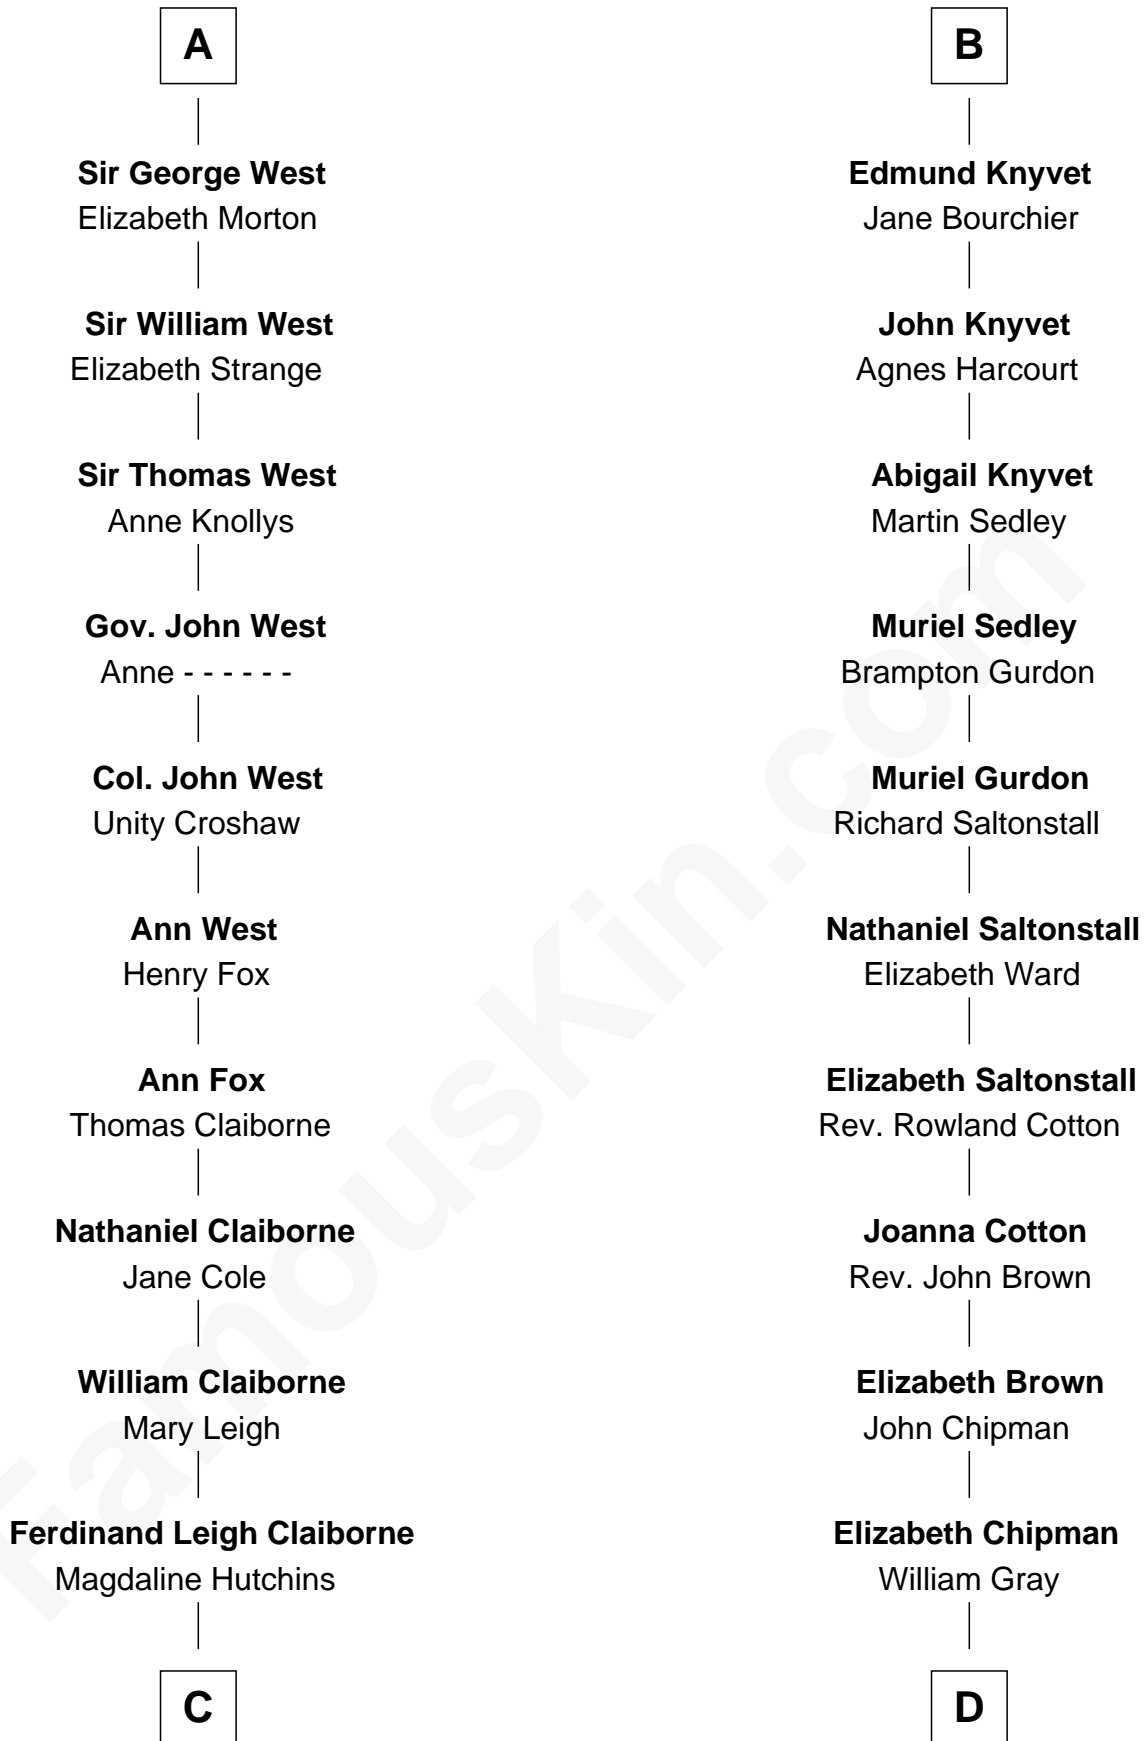 A
Sir George West
Elizabeth Morton
Sir William West
Elizabeth Strange
Sir Thomas West
Anne Knollys
Gov. John West
Anne - - - - - -
Col. John West
Unity Croshaw
Ann West
Henry Fox
Ann Fox
Thomas Claiborne
Nathaniel Claiborne
Jane Cole
William Claiborne
Mary Leigh
Ferdinand Leigh Claiborne
Magdaline Hutchins
C
B
Edmund Knyvet
Jane Bourchier
John Knyvet
Agnes Harcourt
Abigail Knyvet
Martin Sedley
Muriel Sedley
Brampton Gurdon
Muriel Gurdon
Richard Saltonstall
Nathaniel Saltonstall
Elizabeth Ward
Elizabeth Saltonstall
Rev. Rowland Cotton
Joanna Cotton
Rev. John Brown
Elizabeth Brown
John Chipman
Elizabeth Chipman
William Gray
D
FamousKin.com